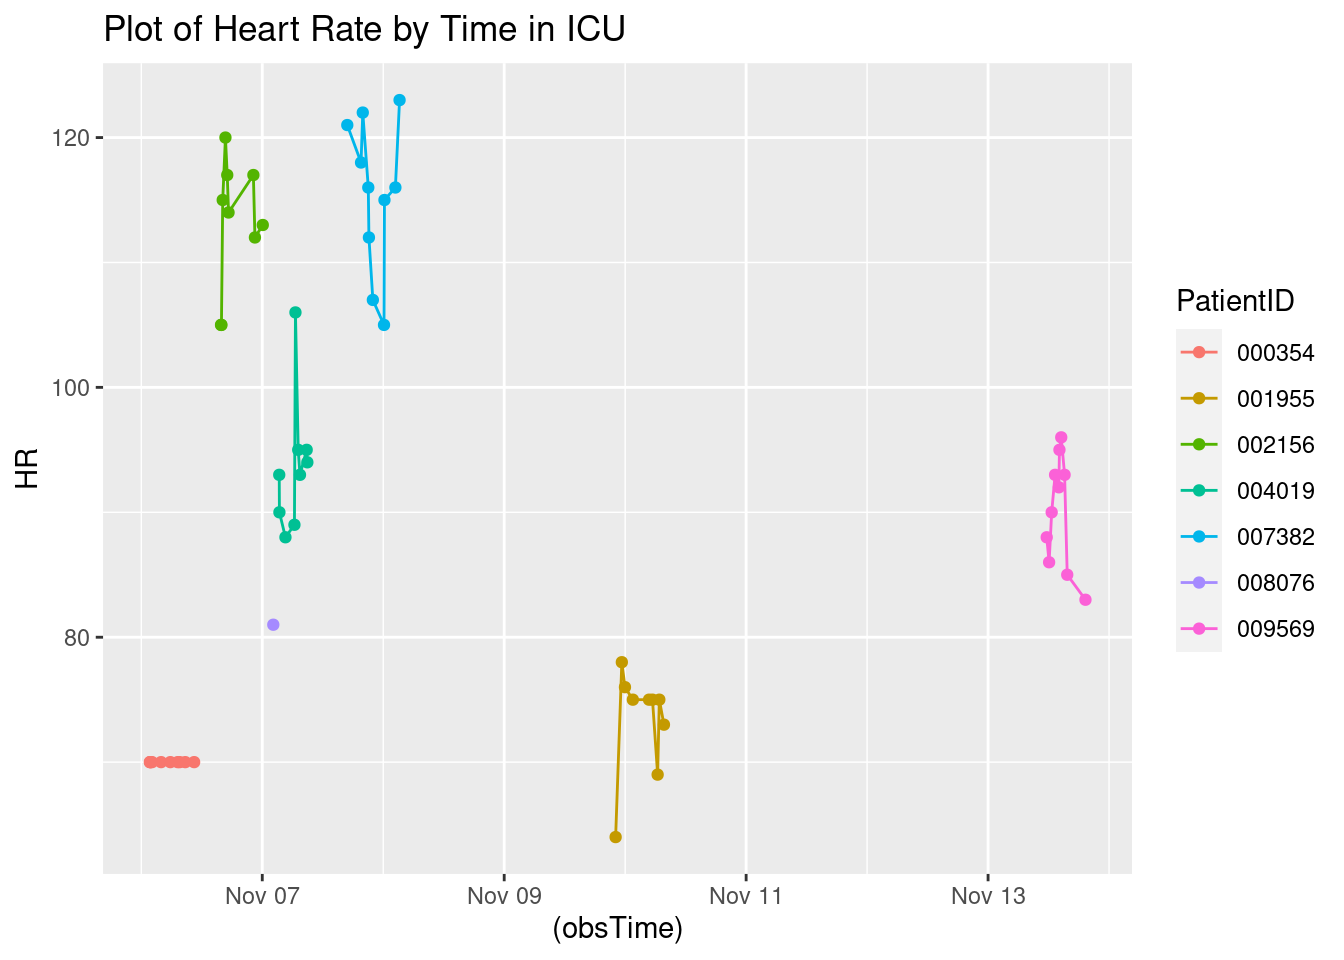 Plot of Heart Rate by Time in ICU
HR
120
100
80
Nov 07
Nov 09
Nov 11
Nov 13
(obsTime)
PatientID
000354
001955
002156
004019
007382
008076
009569